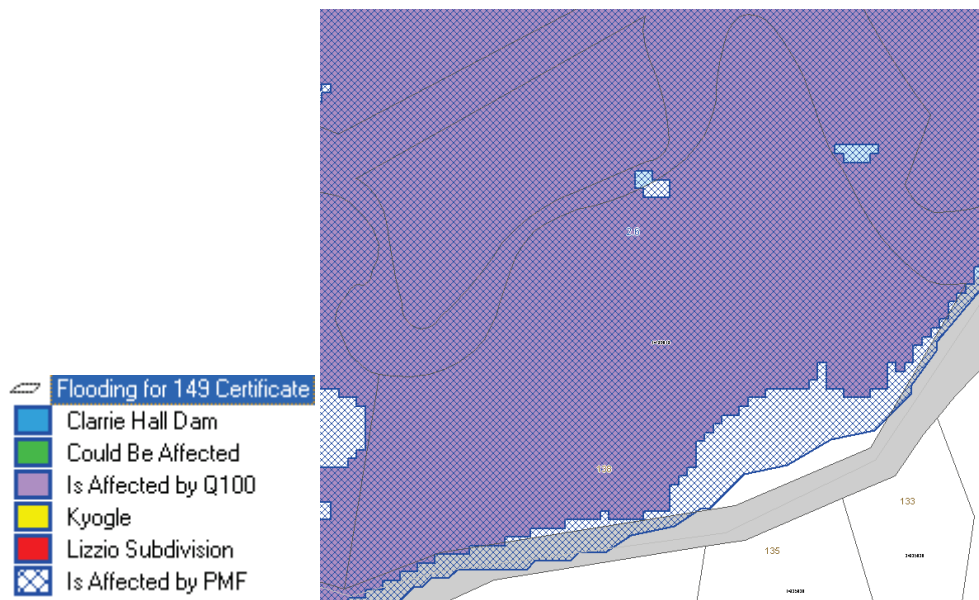 Flooding for 149 Certificate
Clarrie Hall Dam
Could Be Affected
Is Affected by Q100
Kyogle
Lizzio Subdivision
Is Affected by PMF
133
135